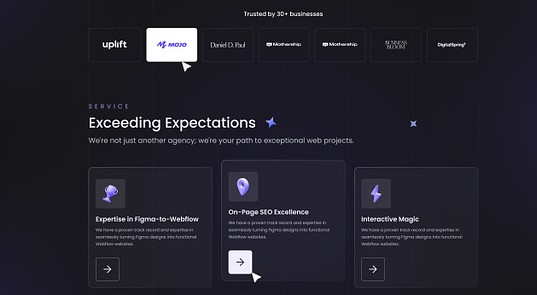 Trusted by 30+ businesses
uplift
MOJO
Daniel D. Paul
Mothership
Mothership
BUSINESS
BLOOM
DigitalSpring
SERVICE
Exceeding Expectations
We're not just another agency; we're your path to exceptional web projects.
Expertise in Figma-to-Webflow
We have a proven track record and expertise in
seamlessly turning Figma designs into functional
Webflow websites.
On-Page SEO Excellence
We have a proven track record and expertise in
seamlessly turning Figma designs into functional
Webflow websites.
Interactive Magic
We have a proven track record and expertise in
seamlessly turning Figma designs into functional
Webflow websites.